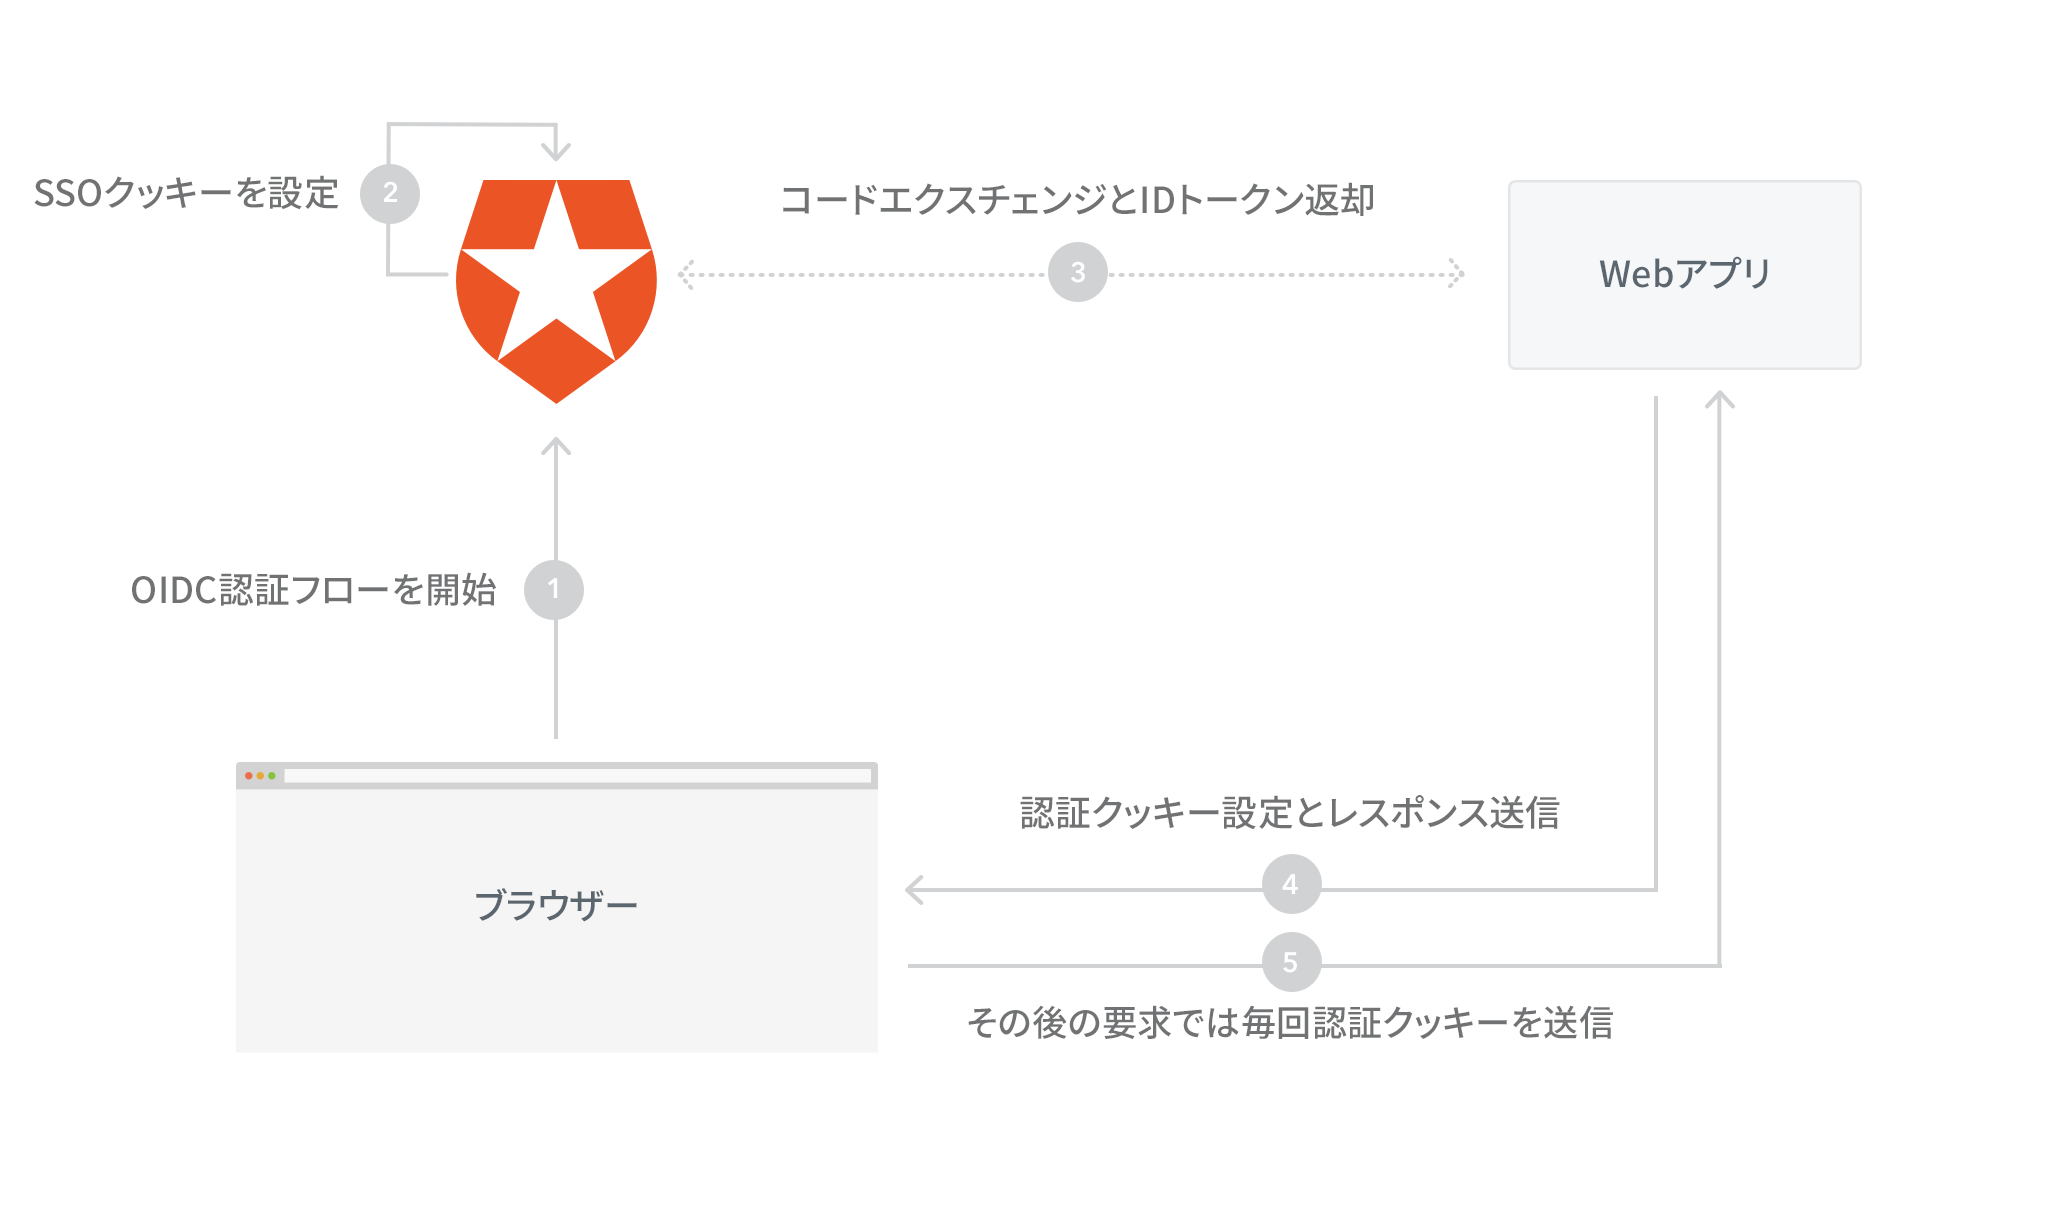 SSOクッキーを設定
2
コードエクスチェンジとIDトークン返却
3
Webアプリ
OIDC認証フローを開始
1
認証クッキー設定とレスポンス送信
4
ブラウザー
5
その後の要求では毎回認証クッキーを送信